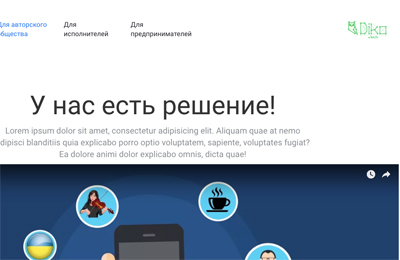 Для авторского
общества
Для
исполнителей
Для
предпринимателей
Dika
У нас есть решение!
Lorem ipsum dolor sit amet, consectetur adipisicing elit. Aliquam quae at nemo
dipisci blanditiis quia explicabo porro optio voluptatem, sapiente, voluptates fugiat?
Ea dolore animi dolor explicabo omnis, dicta quae!